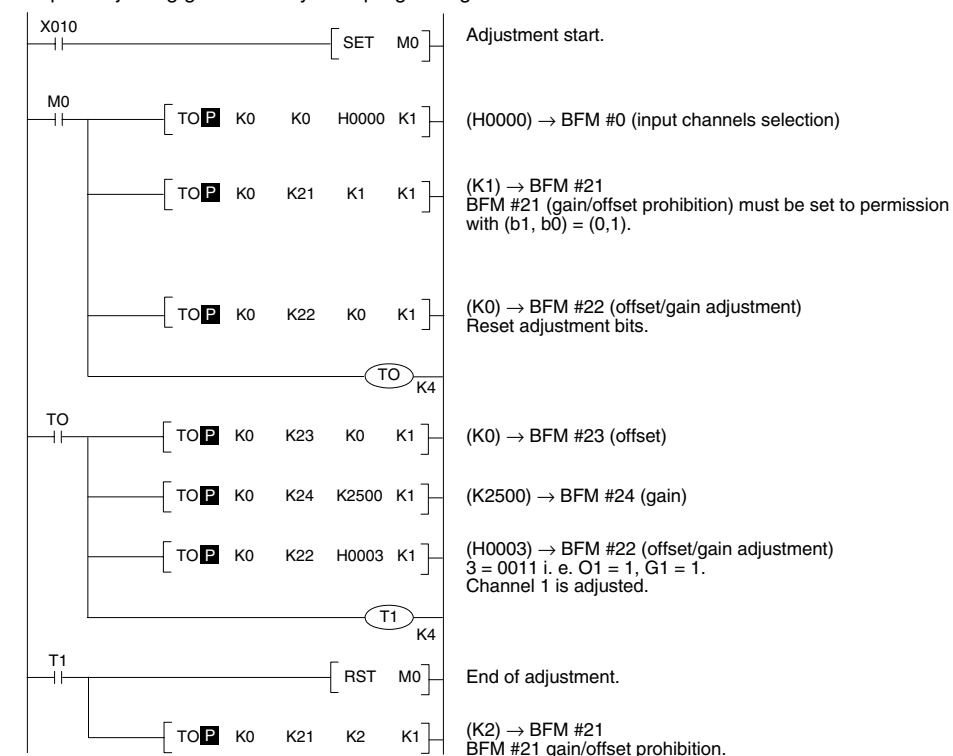 X010
SET M0
Adjustment start.
M0
TO P K0 K0 H0000 K1
(H0000) → BFM #0 (input channels selection)
TO P K0 K21 K1 K1
(K1) → BFM #21
BFM #21 (gain/offset prohibition) must be set to permission
with (b1, b0) = (0,1).
TO P K0 K22 K0 K1
(K0) → BFM #22 (offset/gain adjustment)
Reset adjustment bits.
TO
K4
TO
TO P K0 K23 K0 K1
(K0) → BFM #23 (offset)
TO P K0 K24 K2500 K1
(K2500) → BFM #24 (gain)
TO P K0 K22 H0003 K1
(H0003) → BFM #22 (offset/gain adjustment)
3 = 0011 i. e. O1 = 1, G1 = 1.
Channel 1 is adjusted.
T1
K4
T1
RST M0
End of adjustment.
TO P K0 K21 K2 K1
(K2) → BFM #21
BFM #21 gain/offset prohibition.